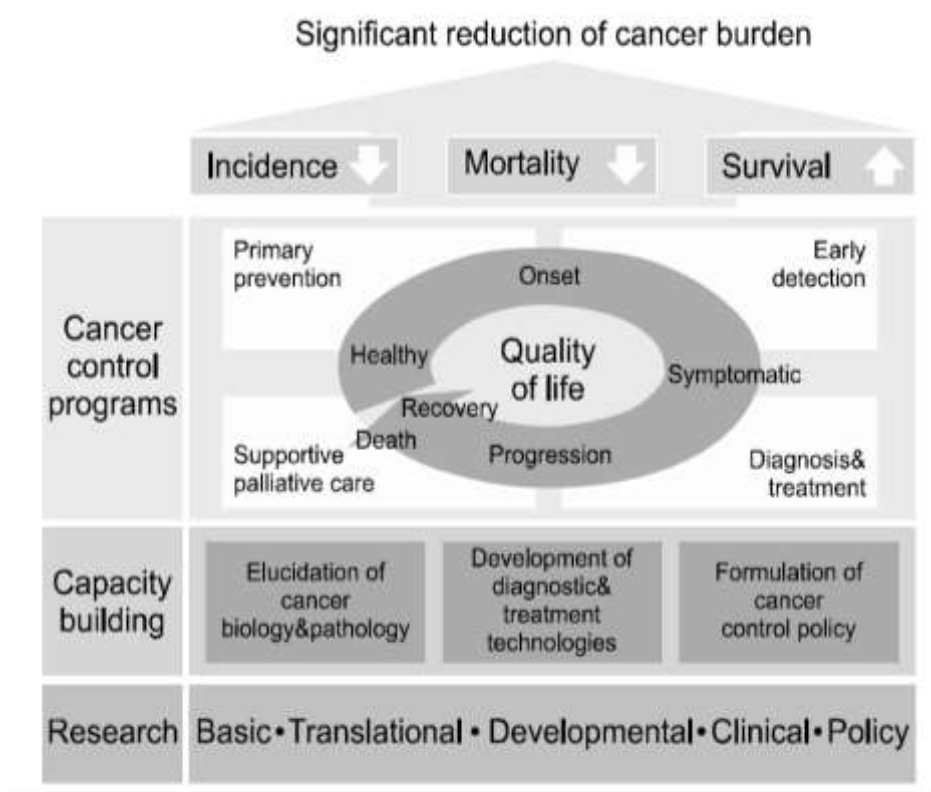 Significant reduction of cancer burden
Incidence
Mortality
Survival
Cancer
control
programs
Primary
prevention
Early
detection
Onset
Healthy
Quality
of life
Symptomatic
Recovery
Death
Progression
Supportive
palliative care
Diagnosis&
treatment
Capacity
building
Elucidation of
cancer
biology&pathology
Development of
diagnostic&
treatment
technologies
Formulation of
cancer
control policy
Research
Basic•Translational • Developmental•Clinical•Policy